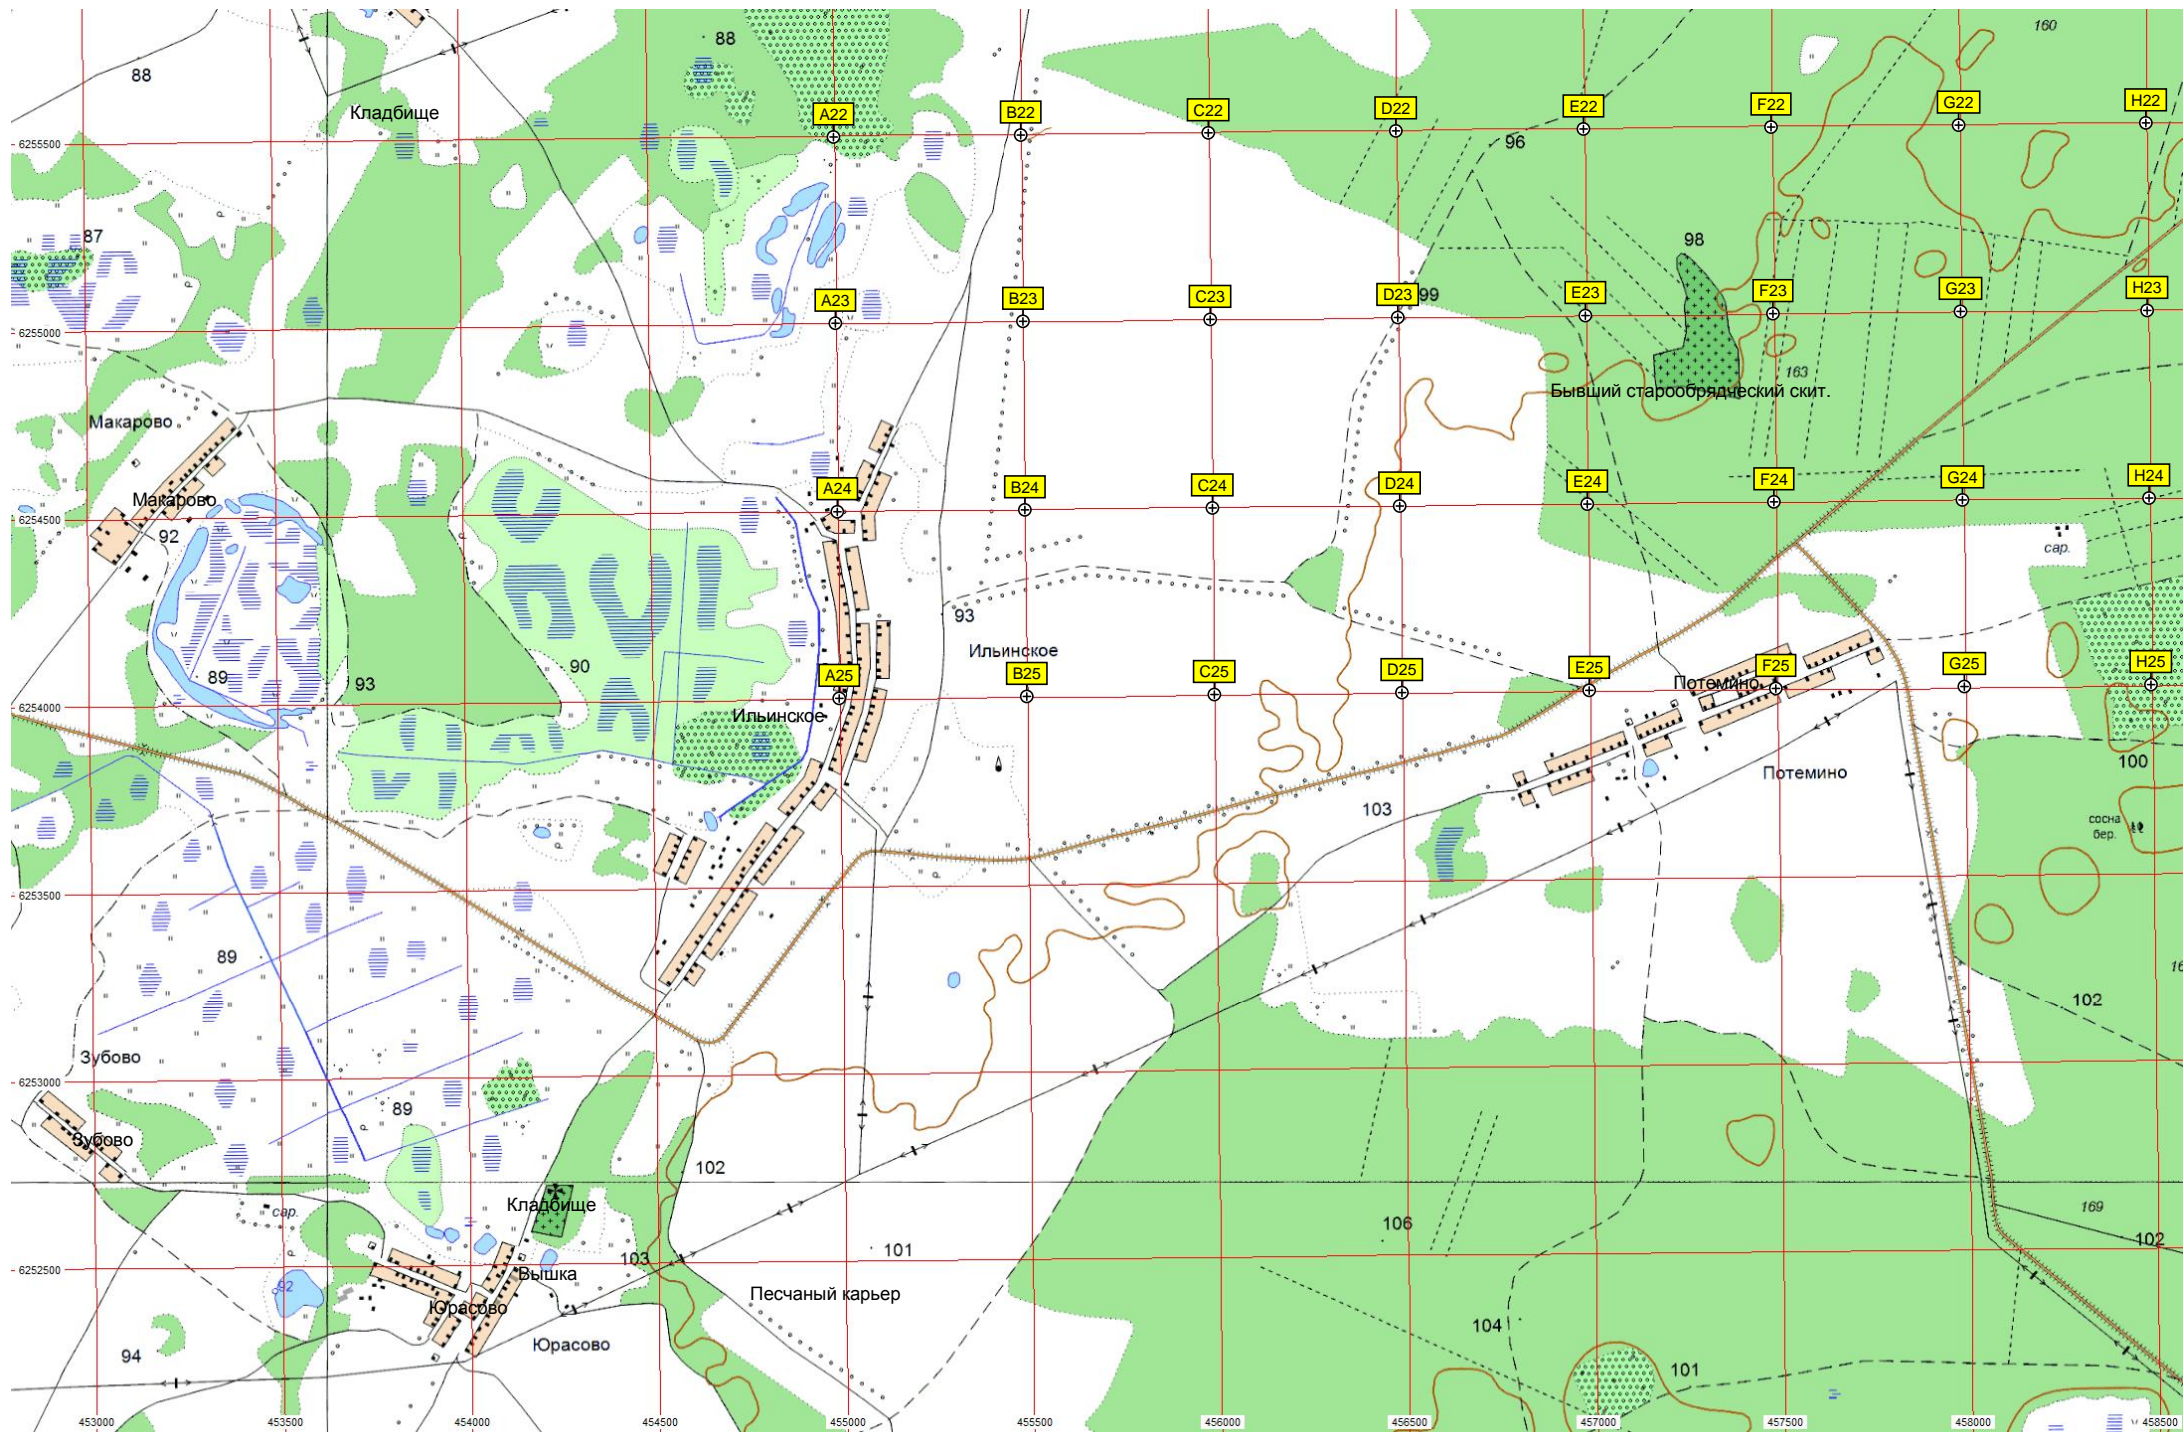 160
88
88
Кладбище
A22
B22
C22
D22
E22
F22
G22
H22
96
6255500
87
98
A23
B23
C23
D23
99
E23
F23
G23
H23
6255000
163
Бывший старообрядческий скит.
Макарово
A24
B24
C24
D24
E24
F24
G24
H24
Макарово
6254500
92
сар.
93
Ильинское
90
89
93
A25
B25
C25
D25
E25
F25
G25
H25
Потемино
6254000
Ильинское
100
Потемино
103
сосна
бер.
6253500
89
16
102
Зубово
6253000
89
Зубово
102
Кладбище
сар.
169
106
101
102
103
6252500
Вышка
92
Песчаный карьер
Юрасово
104
Юрасово
94
101
453000
453500
454000
454500
455000
455500
456000
456500
457000
457500
458000
458500